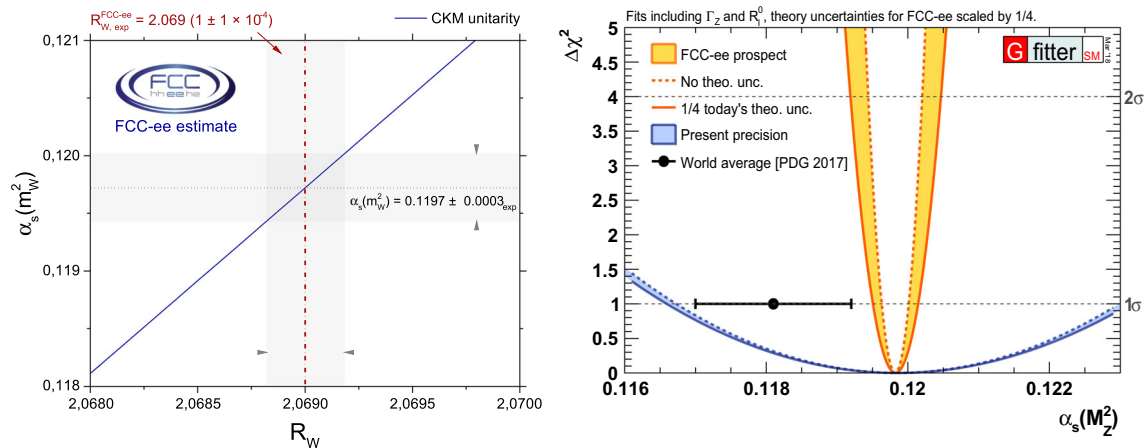 R_{W, exp}^{FCC-ee} = 2.069 (1 ± 1 × 10^{-4})
CKM unitarity
0,121
0,120
0,119
0,118
α_s(m_W^2)
FCC
hh ee he
FCC-ee estimate
α_s(m_W^2) = 0.1197 ± 0.0003_{exp}
2,0680
2,0685
2,0690
2,0695
2,0700
R_W
Fits including Γ_Z and R_l^0, theory uncertainties for FCC-ee scaled by 1/4.
Δχ^2
5
4.5
4
3.5
3
2.5
2
1.5
1
0.5
0
FCC-ee prospect
No theo. unc.
1/4 today's theo. unc.
Present precision
World average [PDG 2017]
G fitter SM
Mar '18
2σ
1σ
0.116
0.118
0.12
0.122
α_s(M_Z^2)